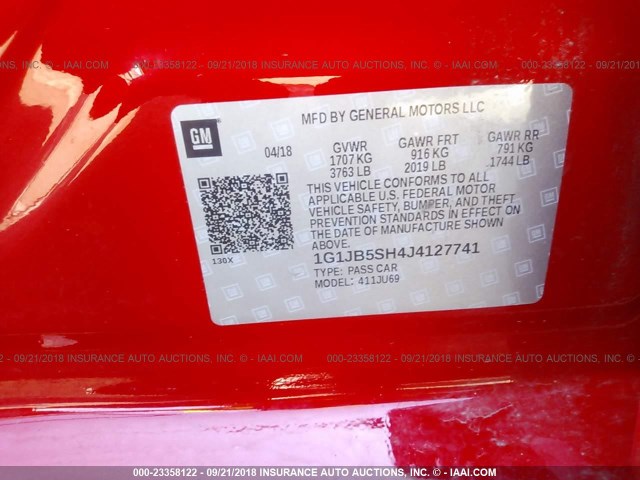 MFD BY GENERAL MOTORS LLC
GM
04/18
GVWR
1707 KG
3763 LB
GAWR FRT
916 KG
2019 LB
GAWR RR
791 KG
1744 LB
THIS VEHICLE CONFORMS TO ALL
APPLICABLE U.S. FEDERAL MOTOR
VEHICLE SAFETY, BUMPER, AND THEFT
PREVENTION STANDARDS IN EFFECT ON
THE DATE OF MANUFACTURE SHOWN
ABOVE.
130X
1G1JB5SH4J4127741
TYPE: PASS CAR
MODEL: 411JU69
09/21/2018 INSURANCE AUTO AUCTIONS, INC. © - IAAI.COM
000-23358122 - 09/21/2018 INSURANCE AUTO AUCTIONS, INC. © - IAAI.COM
- 09/21/2018 INSURANCE AUTO AUCTIONS, INC. © - IAAI.COM
000-23358122 - 09/21/2018 INSURANCE AUTO AUCTIONS, INC. © - IAAI.COM
000-23358122 - 09/21/2018 INSURANCE AUTO AUCTIONS, INC. © - IAAI.COM